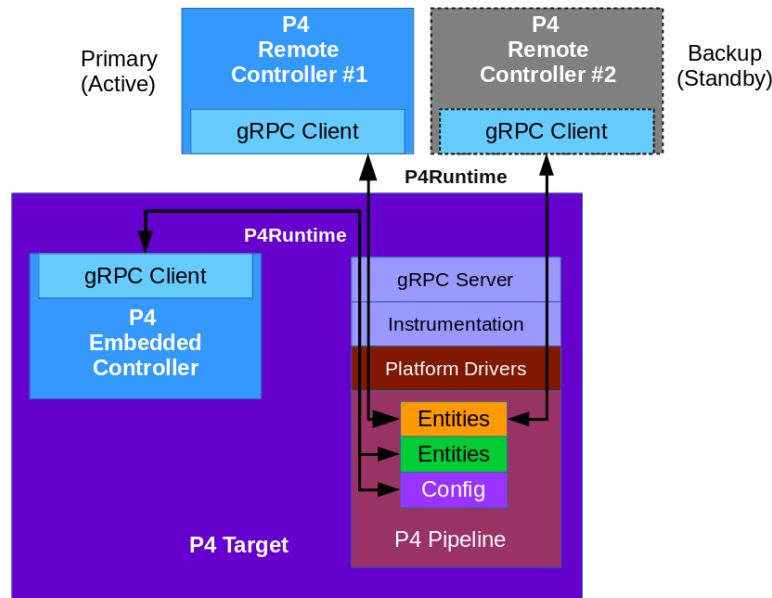 P4
Remote
Controller #1
gRPC Client
Primary
(Active)
P4
Remote
Controller #2
gRPC Client
Backup
(Standby)
P4Runtime
P4Runtime
gRPC Client
P4
Embedded
Controller
gRPC Server
Instrumentation
Platform Drivers
Entities
Entities
Config
P4 Pipeline
P4 Target